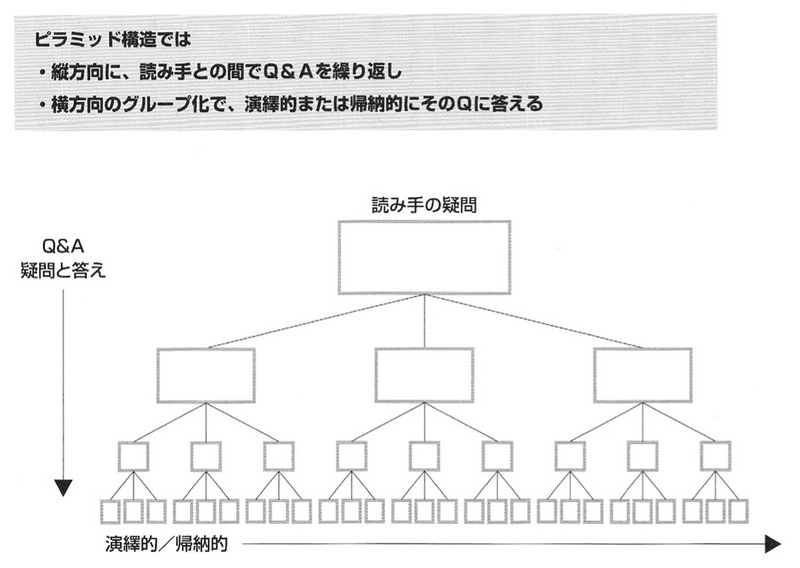 ピラミッド構造では
・縦方向に、読み手との間でQ&Aを繰り返し
・横方向のグループ化で、演繹的または帰納的にそのQに答える
読み手の疑問
Q&A
疑問と答え
演繹的／帰納的